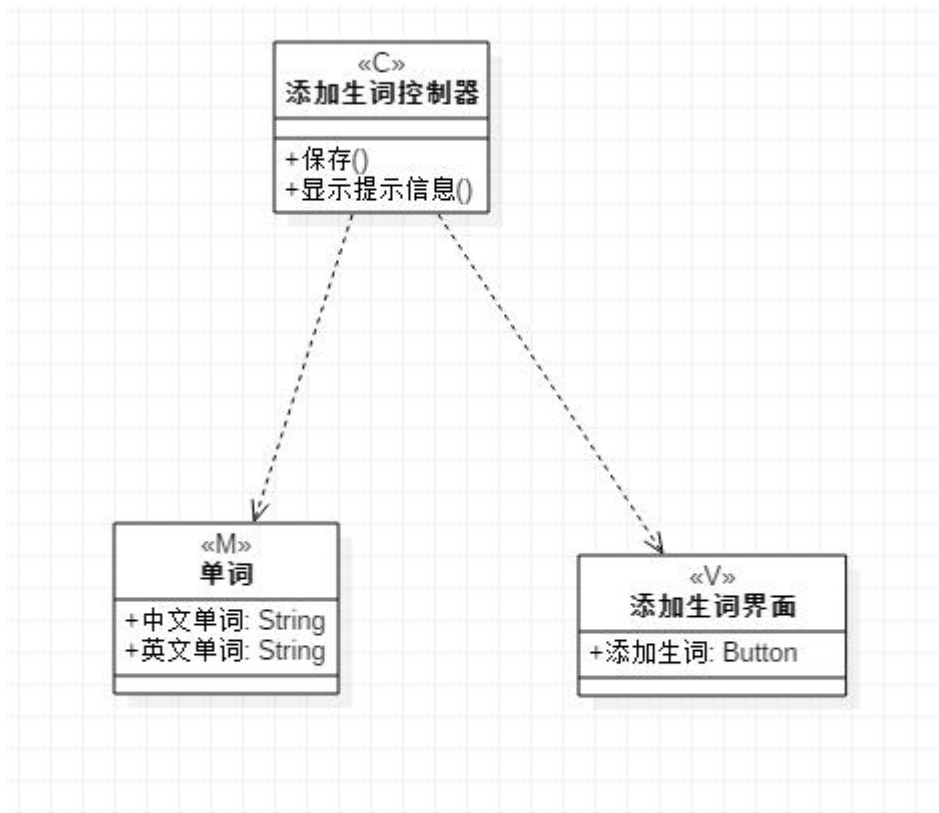 «C»
添加生词控制器
+保存()
+显示提示信息()
«M»
单词
+中文单词: String
+英文单词: String
«V»
添加生词界面
+添加生词: Button